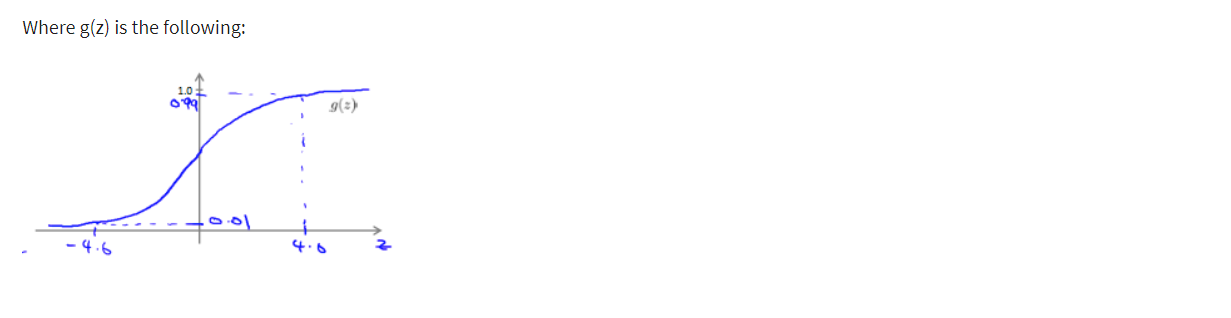 Where g(z) is the following:
1.0
0.99
g(z)
0.01
-4.6
4.6
z